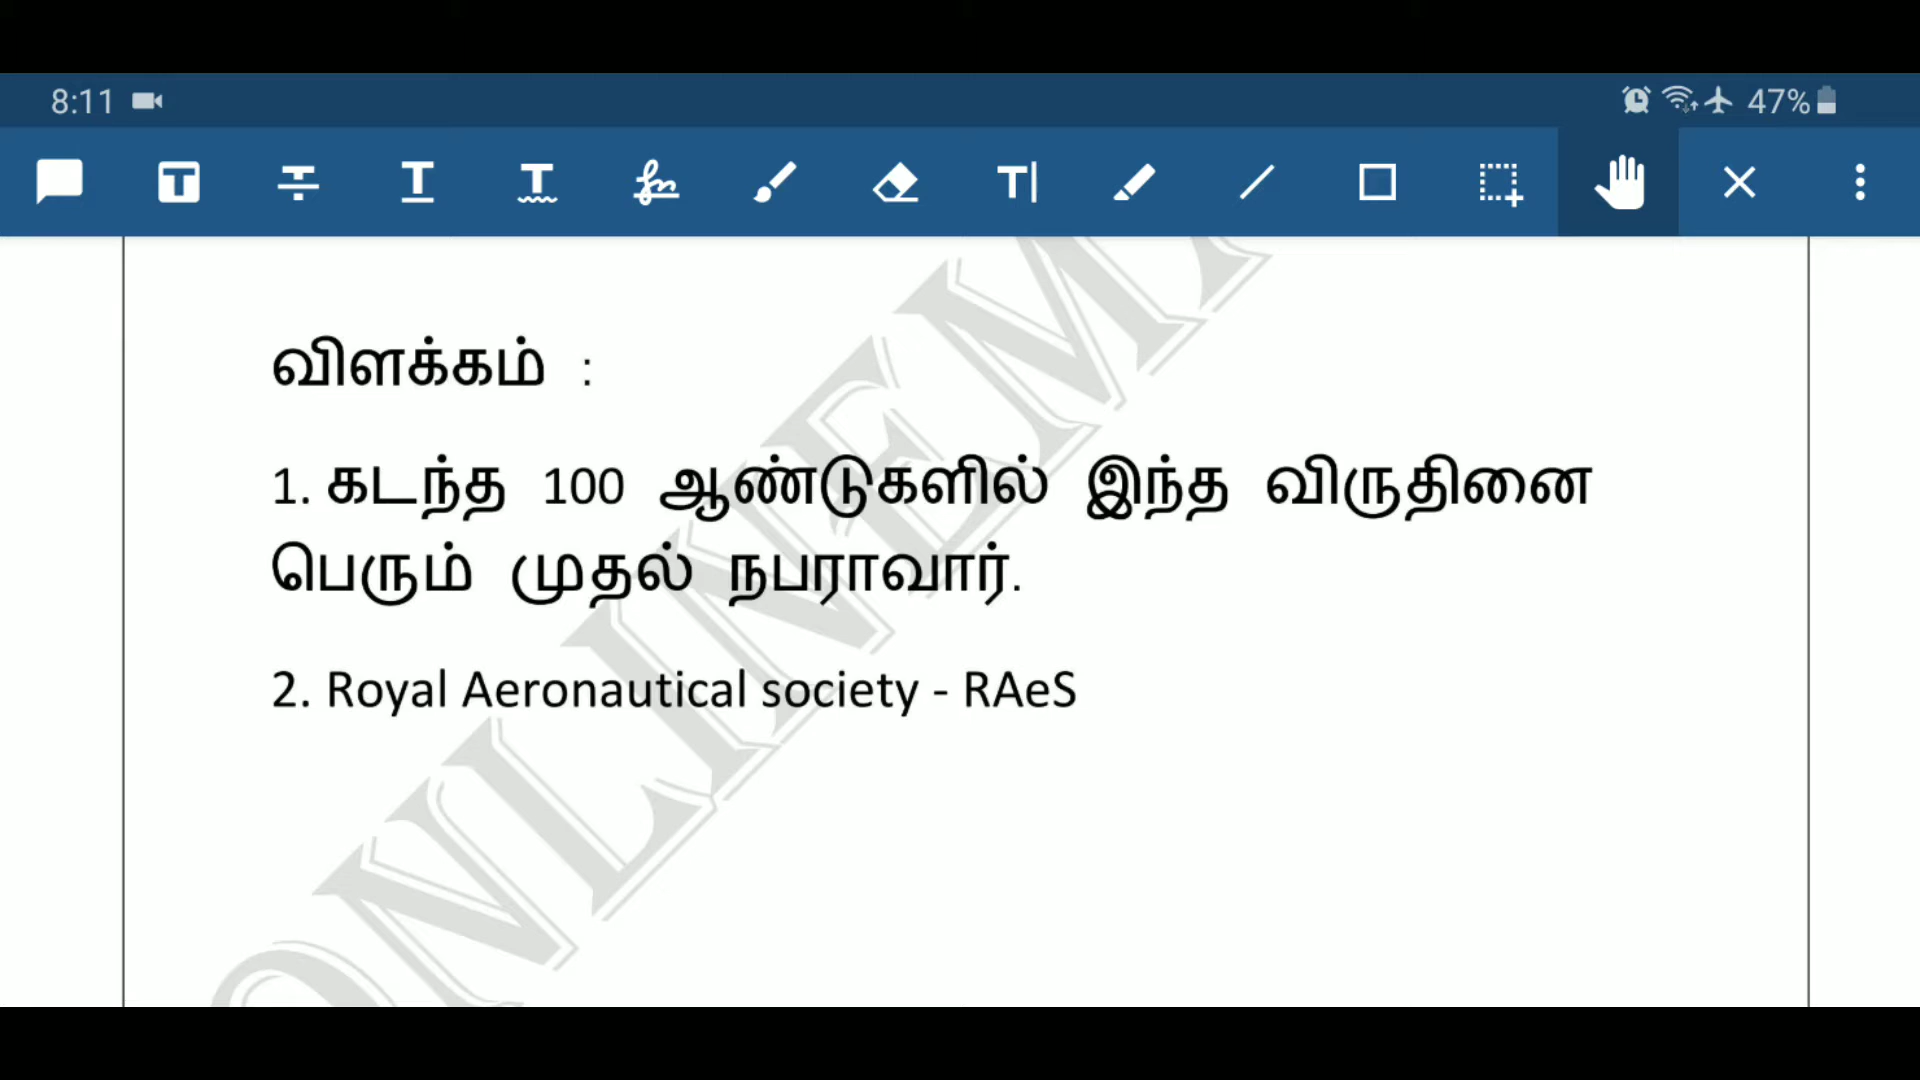 8:11
47%
விளக்கம் :
1. கடந்த 100 ஆண்டுகளில் இந்த விருதினை
பெரும் முதல் நபராவார்.
2. Royal Aeronautical society - RAeS